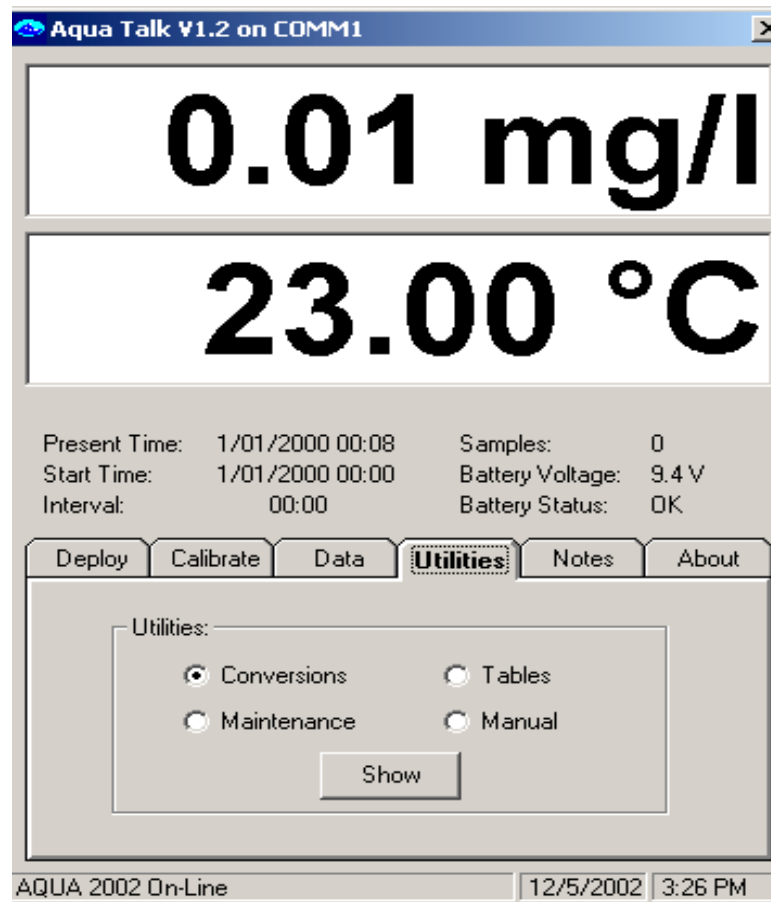 Aqua Talk V1.2 on COMM1
0.01 mg/l
23.00 °C
Present Time: 1/01/2000 00:08 Samples: 0
Start Time: 1/01/2000 00:00 Battery Voltage: 9.4 V
Interval: 00:00 Battery Status: OK
Deploy Calibrate Data Utilities Notes About
Utilities:
Conversions Tables
Maintenance Manual
Show
AQUA 2002 On-Line 12/5/2002 3:26 PM